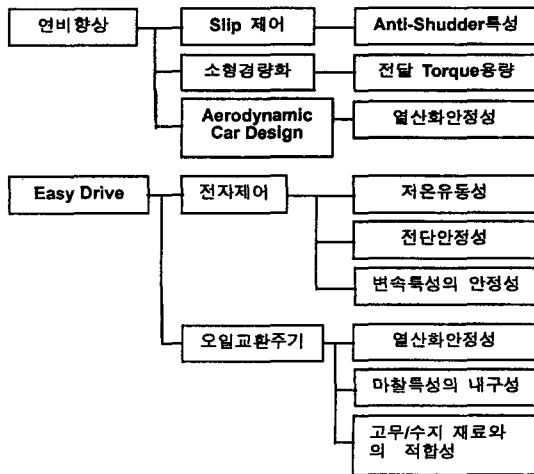 연비향상
Slip 제어
Anti-Shudder특성
소형경량화
전달 Torque용량
Aerodynamic
Car Design
열산화안정성
Easy Drive
전자제어
저온유동성
전단안정성
변속특성의 안정성
오일교환주기
열산화안정성
마찰특성의 내구성
고무/수지 재료와
의 적합성